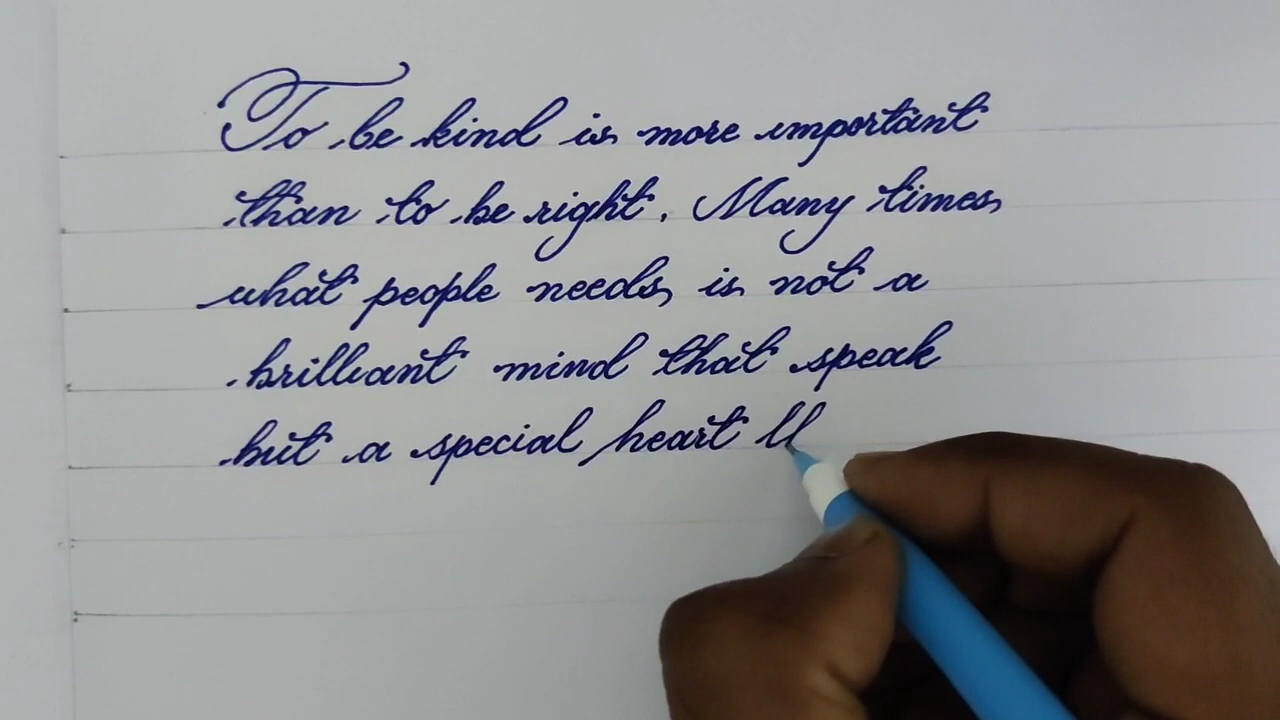 To be kind is more important
than to be right. Many times
what people needs is not a
brilliant mind that speak
but a special heart